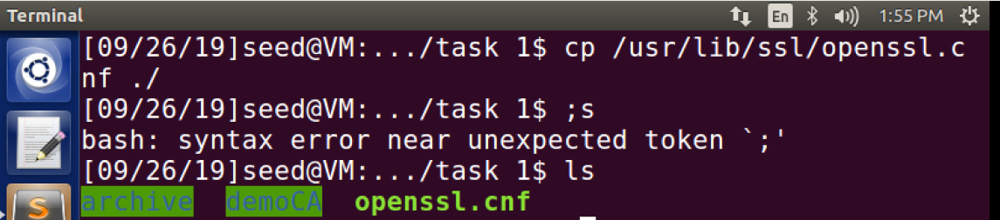 Terminal
En
1:55 PM
[09/26/19]seed@VM:.../task 1$ cp /usr/lib/ssl/openssl.c
nf ./
[09/26/19]seed@VM:.../task 1$ ;s
bash: syntax error near unexpected token `;'
[09/26/19]seed@VM:.../task 1$ ls
archive  demoCA  openssl.cnf
S